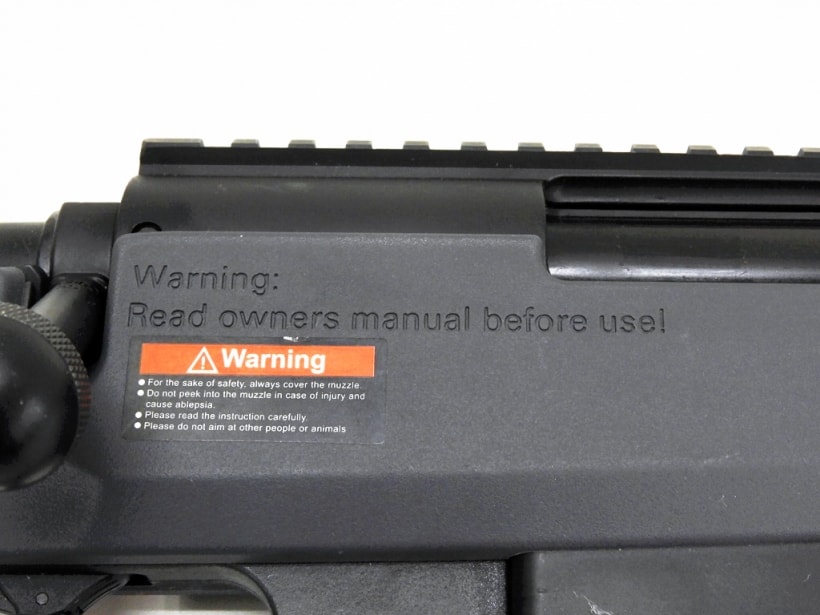 Warning:
Read owners manual before use!
Warning
● For the sake of safety, always cover the muzzle.
● Do not peek into the muzzle in case of injury and
cause ablepsia.
● Please read the instruction carefully.
● Please do not aim at other people or animals